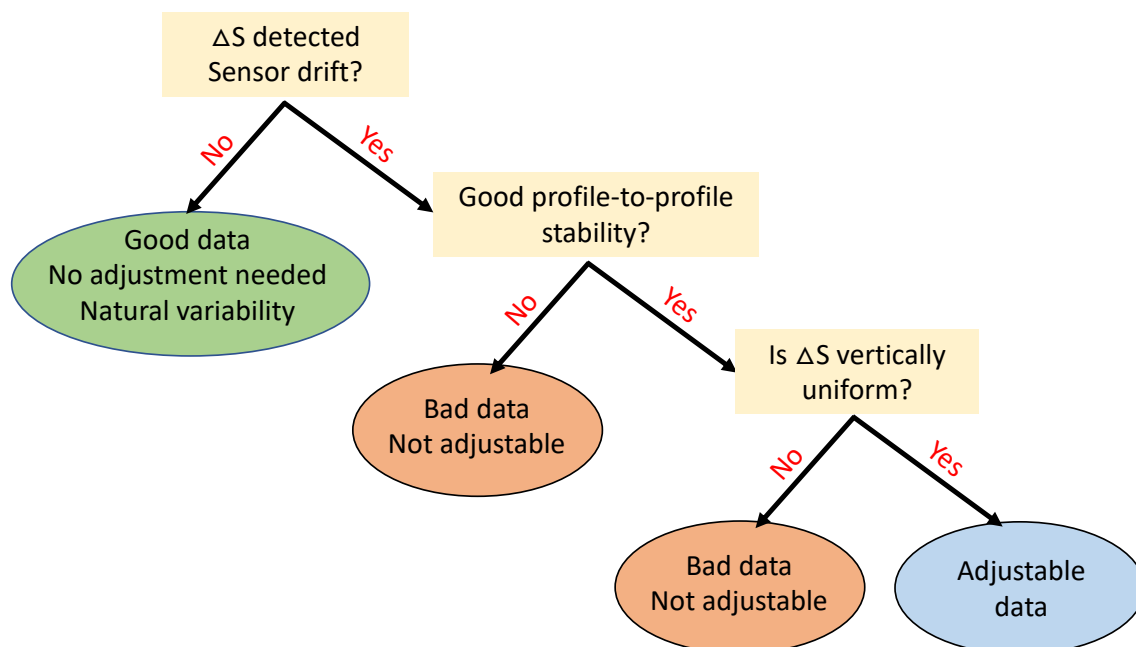 △S detected
Sensor drift?
No
Yes
Good data
No adjustment needed
Natural variability
Good profile-to-profile
stability?
No
Yes
Bad data
Not adjustable
Is △S vertically
uniform?
No
Yes
Bad data
Not adjustable
Adjustable
data